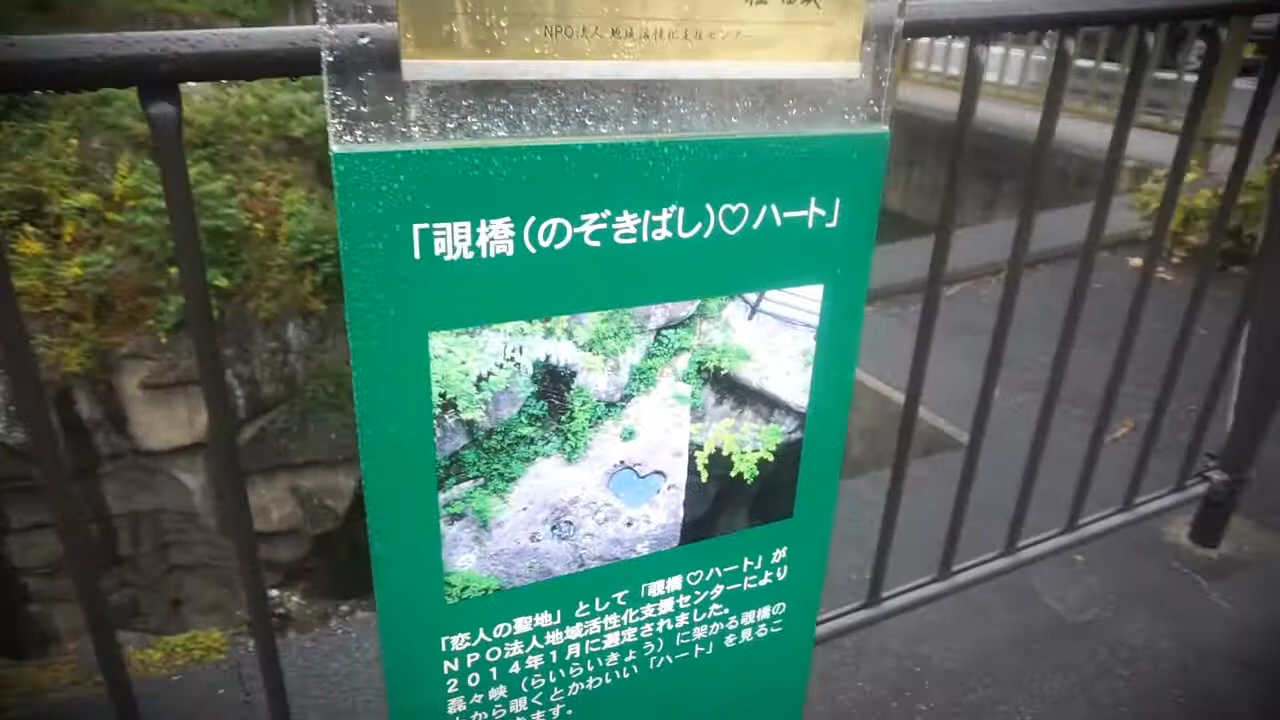 NPO法人 地域活性化支援センター
「覗橋（のぞきばし）♡ハート」
「恋人の聖地」として「覗橋♡ハート」が
ＮＰＯ法人地域活性化支援センターにより
２０１４年１月に選定されました。
磊々峡（らいらいきょう）に架かる覗橋の
上から覗くとかわいい「ハート」を見るこ
きます。